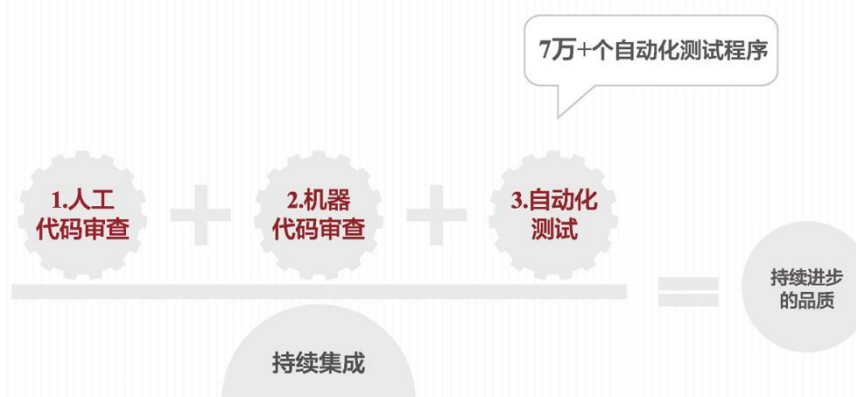 7万+个自动化测试程序
1.人工
代码审查
2.机器
代码审查
3.自动化
测试
持续进步
的品质
持续集成